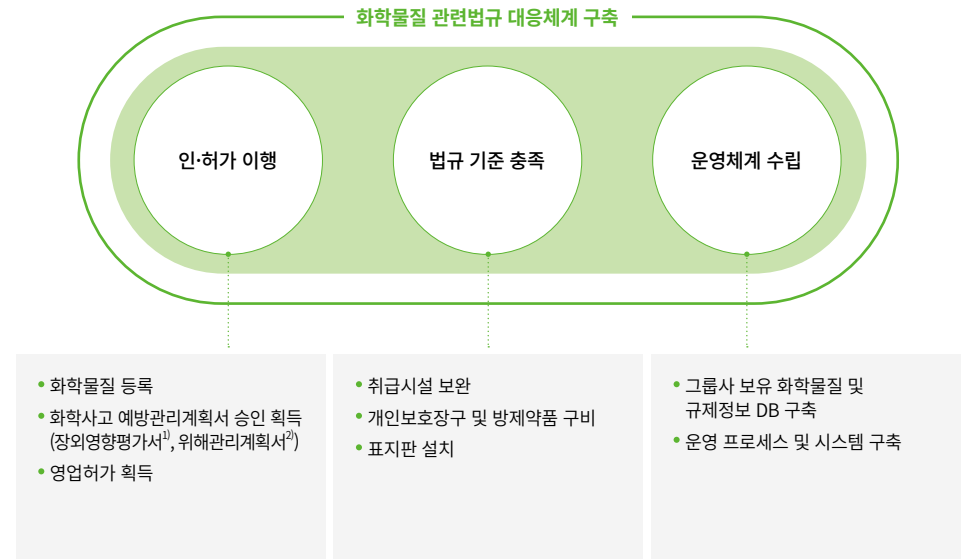 화학물질 관련법규 대응체계 구축
인·허가 이행
법규 기준 충족
운영체계 수립
• 화학물질 등록
• 화학사고 예방관리계획서 승인 획득
(장외영향평가서1), 위해관리계획서2))
• 영업허가 획득
• 취급시설 보완
• 개인보호장구 및 방제약품 구비
• 표지판 설치
• 그룹사 보유 화학물질 및
규제정보 DB 구축
• 운영 프로세스 및 시스템 구축